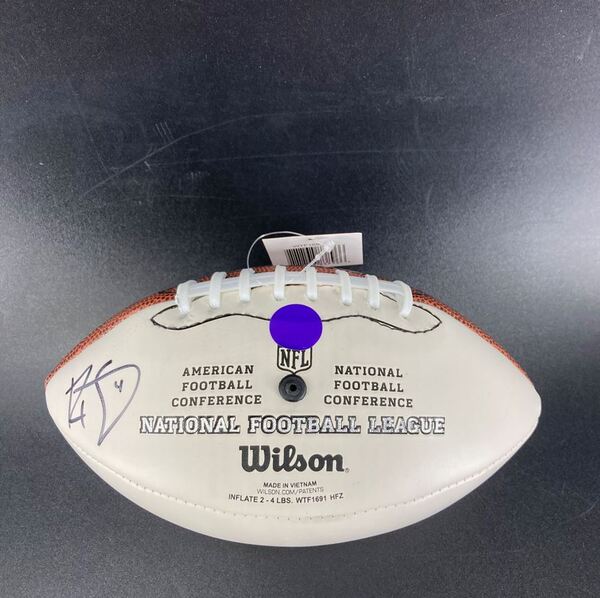 NFL
AMERICAN
FOOTBALL
CONFERENCE
NATIONAL
FOOTBALL
CONFERENCE
NATIONAL FOOTBALL LEAGUE
Wilson®
MADE IN VIETNAM
WILSON.COM/PATENTS
INFLATE 2 - 4 LBS. WTF1691 HFZ
4